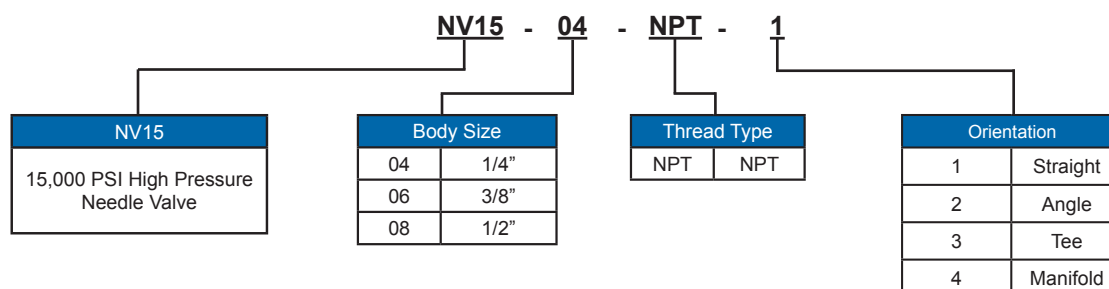 NV15 - 04 - NPT - 1
NV15
15,000 PSI High Pressure
Needle Valve
Body Size
04 1/4”
06 3/8”
08 1/2”
Thread Type
NPT NPT
Orientation
1 Straight
2 Angle
3 Tee
4 Manifold